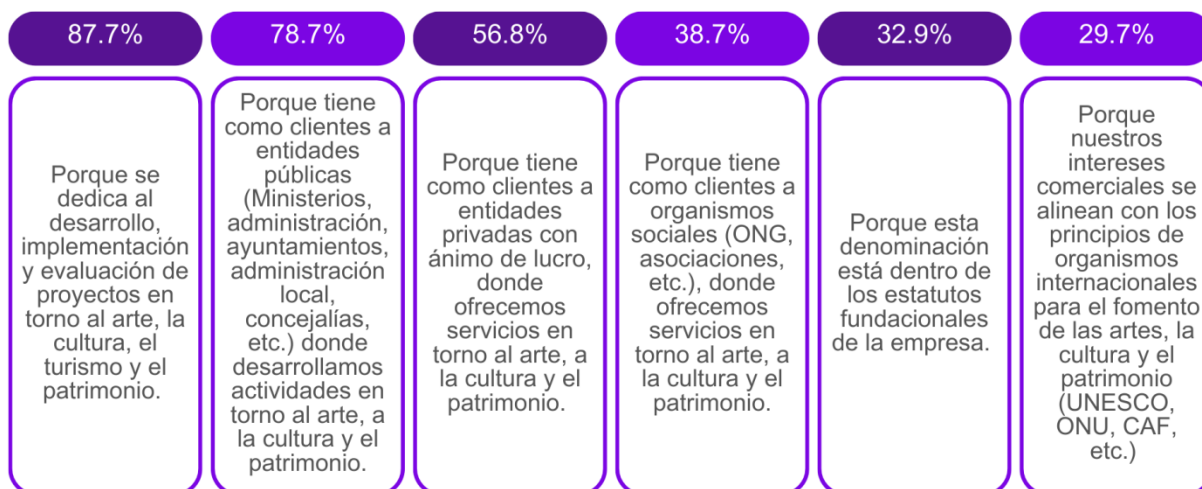 87.7%
Porque se
dedica al
desarrollo,
implementación
y evaluación de
proyectos en
torno al arte, la
cultura, el
turismo y el
patrimonio.
78.7%
Porque tiene
como clientes a
entidades
públicas
(Ministerios,
administración,
ayuntamientos,
administración
local,
concejalías,
etc.) donde
desarrollamos
actividades en
torno al arte, a
la cultura y el
patrimonio.
56.8%
Porque tiene
como clientes a
entidades
privadas con
ánimo de lucro,
donde
ofrecemos
servicios en
torno al arte, a
la cultura y el
patrimonio.
38.7%
Porque tiene
como clientes a
organismos
sociales (ONG,
asociaciones,
etc.), donde
ofrecemos
servicios en
torno al arte, a
la cultura y el
patrimonio.
32.9%
Porque esta
denominación
está dentro de
los estatutos
fundacionales
de la empresa.
29.7%
Porque
nuestros
intereses
comerciales se
alinean con los
principios de
organismos
internacionales
para el fomento
de las artes, la
cultura y el
patrimonio
(UNESCO,
ONU, CAF,
etc.)